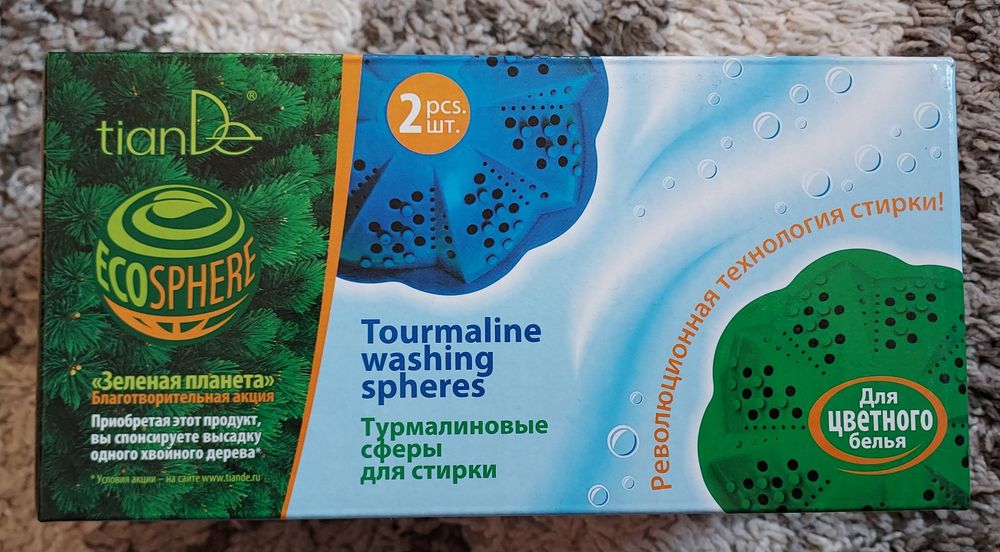 tianDe®
ECOSPHERE
«Зеленая планета»
Благотворительная акция
Приобретая этот продукт,
вы спонсируете высадку
одного хвойного дерева*
* Условия акции – на сайте www.tiande.ru
2 pcs.
шт.
Tourmaline
washing
spheres
Турмалиновые
сферы
для стирки
Революционная технология стирки!
Для
цветного
белья